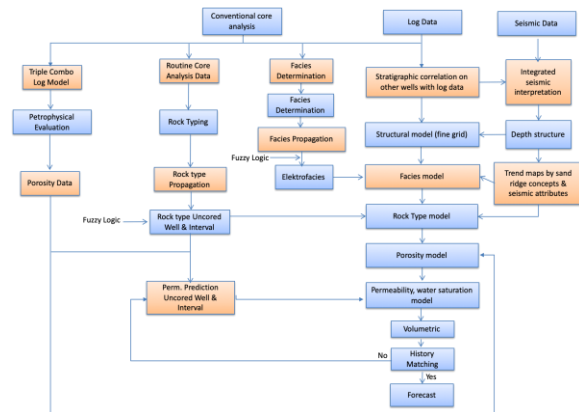 Conventional core
analysis
Log Data
Seismic Data
Triple Combo
Log Model
Routine Core
Analysis Data
Facies
Determination
Stratigraphic correlation on
other wells with log data
Integrated
seismic
interpretation
Petrophysical
Evaluation
Rock Typing
Facies
Determination
Structural model (fine grid)
Depth structure
Facies Propagation
Fuzzy Logic
Porosity Data
Rock type
Propagation
Elektrofacies
Facies model
Trend maps by sand
ridge concepts &
seismic attributes
Fuzzy Logic
Rock type Uncored
Well & Interval
Rock Type model
Porosity model
Perm. Prediction
Uncored Well &
Interval
Permeability, water saturation
model
Volumetric
No
History
Matching
Yes
Forecast